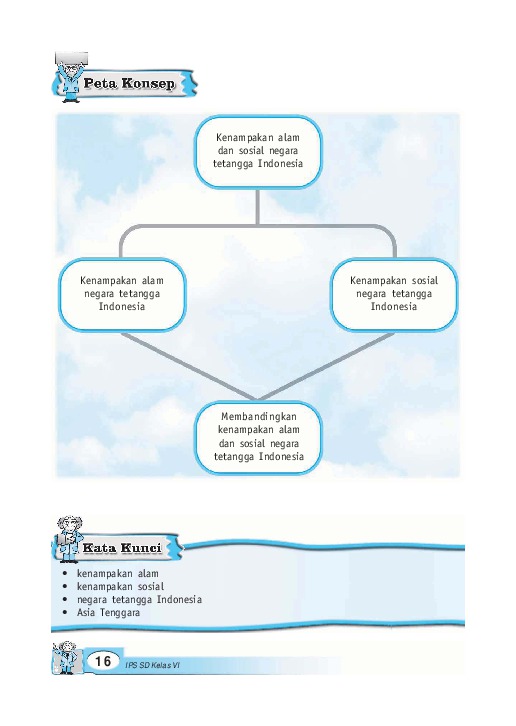 Peta Konsep
Kenampakan alam
dan sosial negara
tetangga Indonesia
Kenampakan alam
negara tetangga
Indonesia
Kenampakan sosial
negara tetangga
Indonesia
Membandingkan
kenampakan alam
dan sosial negara
tetangga Indonesia
Kata Kunci
• kenampakan alam
• kenampakan sosial
• negara tetangga Indonesia
• Asia Tenggara
16 IPS SD Kelas VI